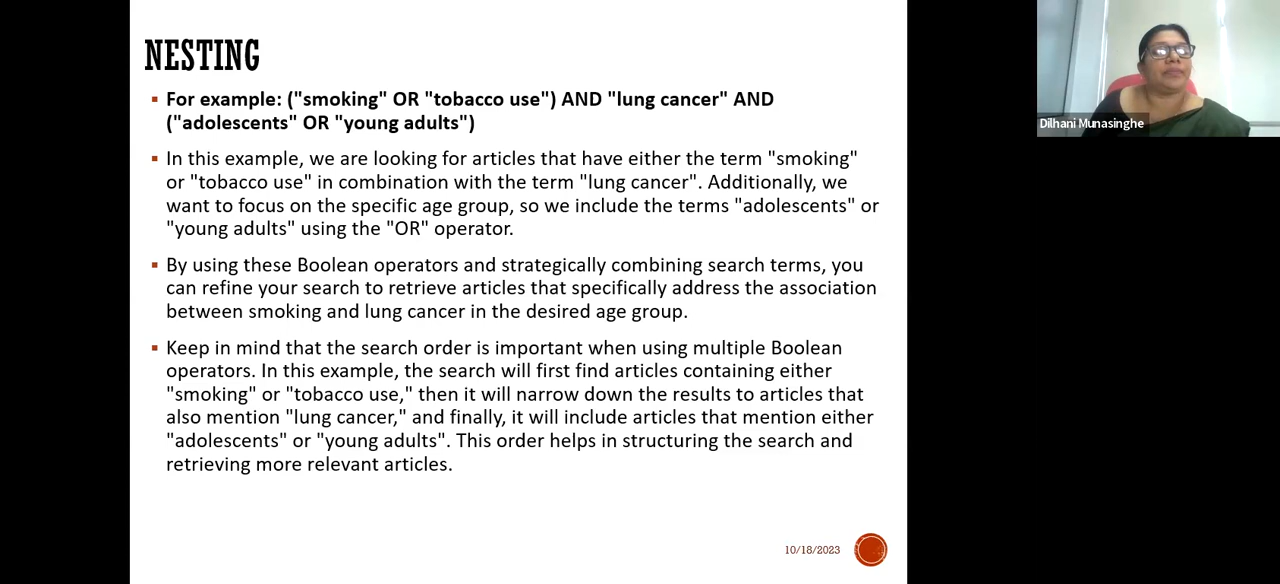 NESTING
▪ For example: ("smoking" OR "tobacco use") AND "lung cancer" AND
("adolescents" OR "young adults")
▪ In this example, we are looking for articles that have either the term "smoking"
or "tobacco use" in combination with the term "lung cancer". Additionally, we
want to focus on the specific age group, so we include the terms "adolescents" or
"young adults" using the "OR" operator.
▪ By using these Boolean operators and strategically combining search terms, you
can refine your search to retrieve articles that specifically address the association
between smoking and lung cancer in the desired age group.
▪ Keep in mind that the search order is important when using multiple Boolean
operators. In this example, the search will first find articles containing either
"smoking" or "tobacco use," then it will narrow down the results to articles that
also mention "lung cancer," and finally, it will include articles that mention either
"adolescents" or "young adults". This order helps in structuring the search and
retrieving more relevant articles.
10/18/2023
Dilhani Munasinghe